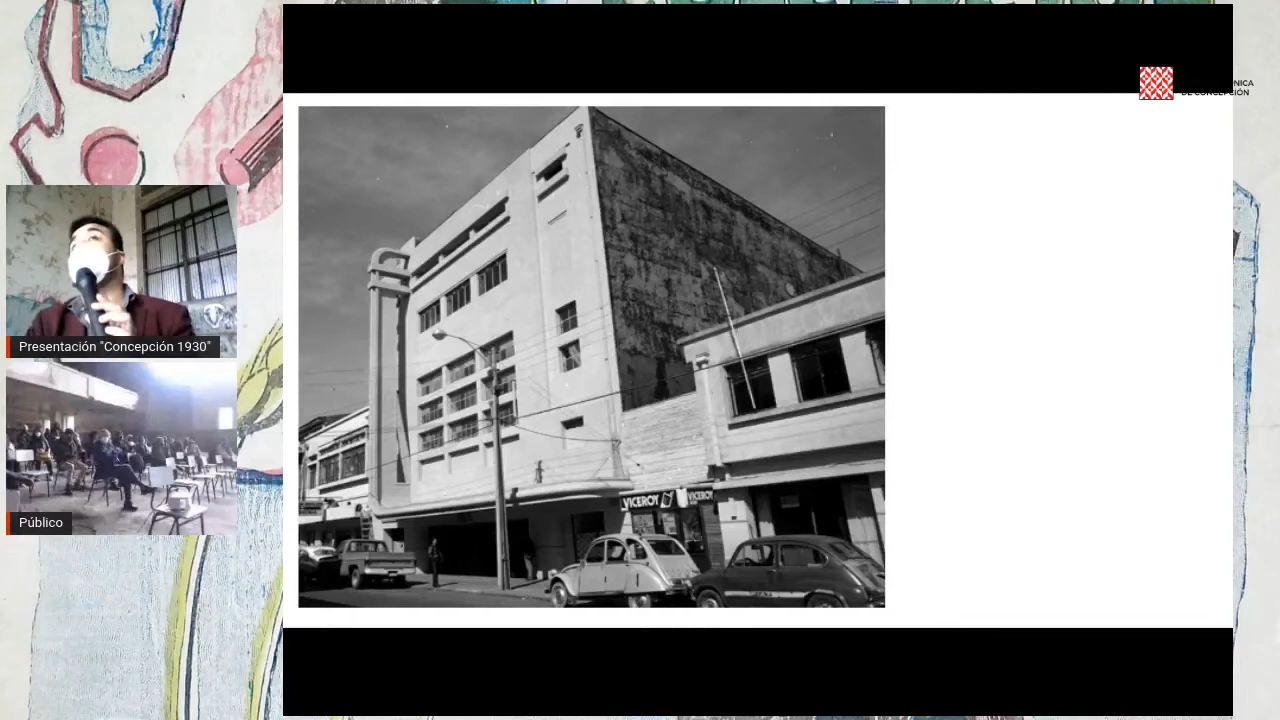 DE CONCEPCIÓN
Presentación "Concepción 1930"
Público
VICEROY
VICEROY